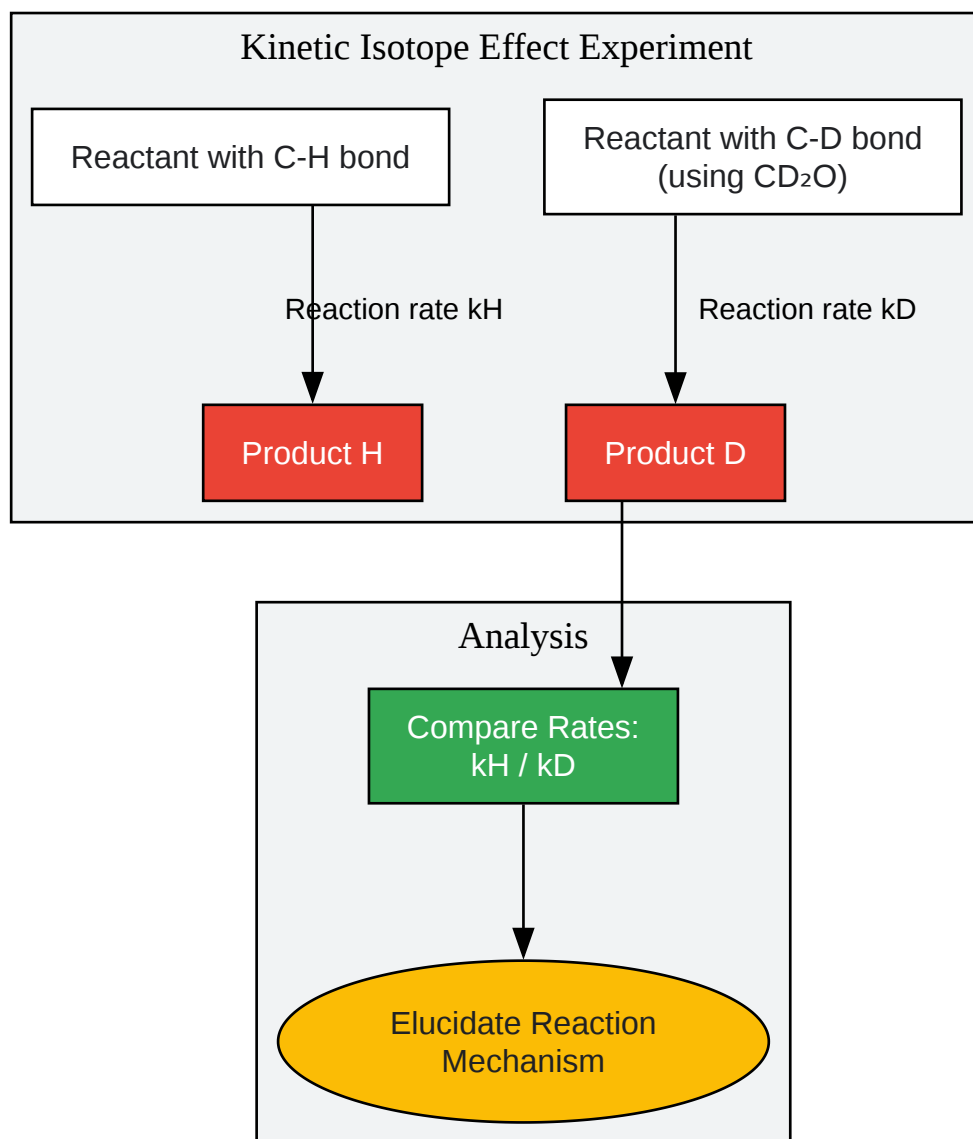 Kinetic Isotope Effect Experiment
Reactant with C-H bond
Reactant with C-D bond
(using CD₂O)
Reaction rate kH
Reaction rate kD
Product H
Product D
Analysis
Compare Rates:
kH / kD
Elucidate Reaction
Mechanism